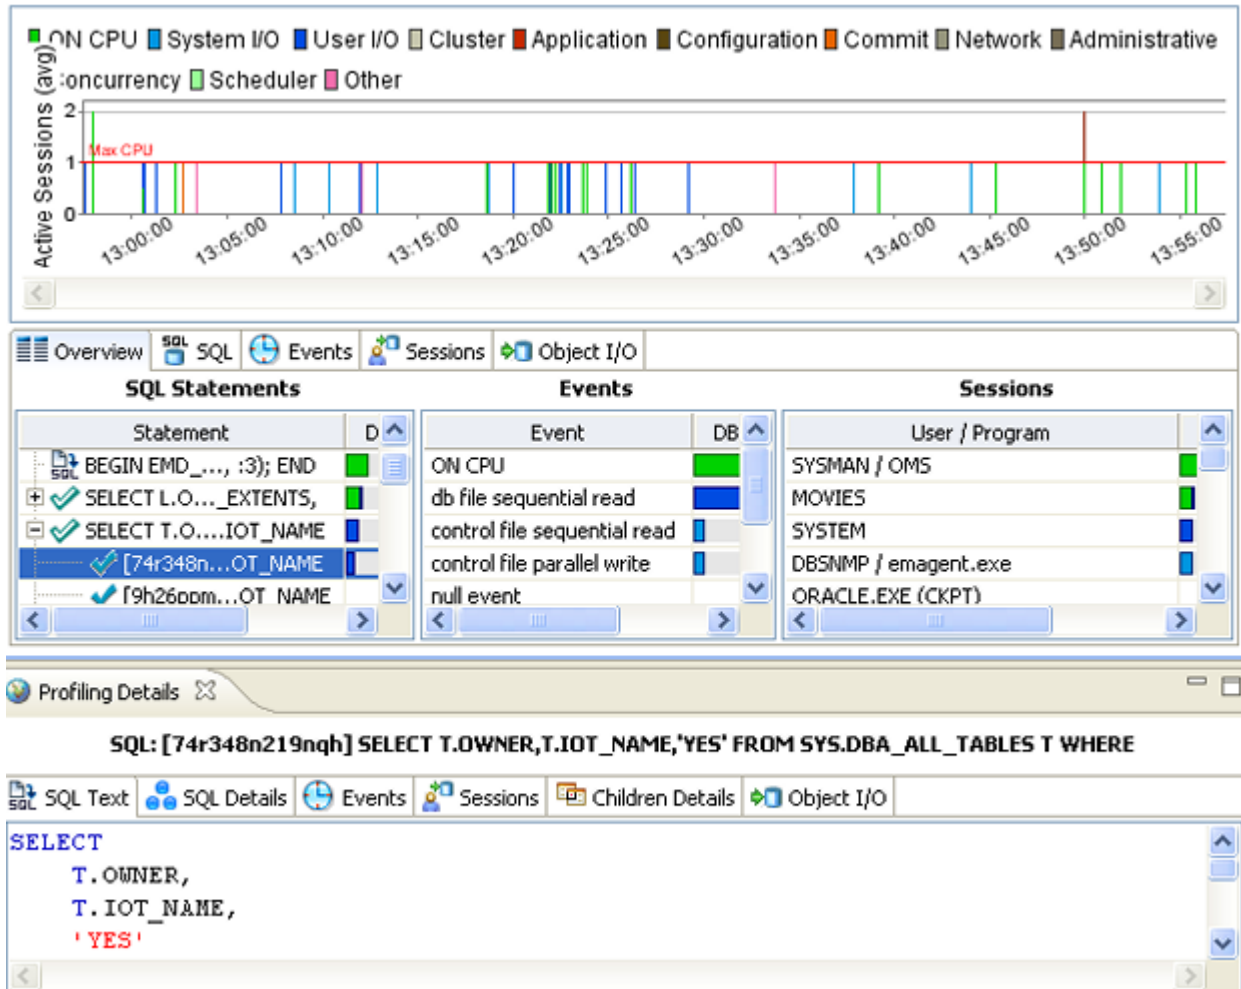 ON CPU System I/O User I/O Cluster Application Configuration Commit Network Administrative
oncurrency Scheduler Other
Active Sessions (avg)
2
Max CPU
1
0
13:00:00 13:05:00 13:10:00 13:15:00 13:20:00 13:25:00 13:30:00 13:35:00 13:40:00 13:45:00 13:50:00 13:55:00
Overview SQL SQL Events Sessions Object I/O
SQL Statements Events Sessions
Statement D Event DB User / Program
SQL BEGIN EMD_..., :3); END ON CPU SYSMAN / OMS
SELECT L.O..._EXTENTS, db file sequential read MOVIES
SELECT T.O....IOT_NAME control file sequential read SYSTEM
[74r348n...OT_NAME control file parallel write DBSNMP / emagent.exe
[9h26ppm...OT_NAME null event ORACLE.EXE (CKPT)
Profiling Details
SQL: [74r348n219nqh] SELECT T.OWNER,T.IOT_NAME,'YES' FROM SYS.DBA_ALL_TABLES T WHERE
SQL SQL Text SQL Details Events Sessions Children Details Object I/O
SELECT
T.OWNER,
T.IOT_NAME,
'YES'